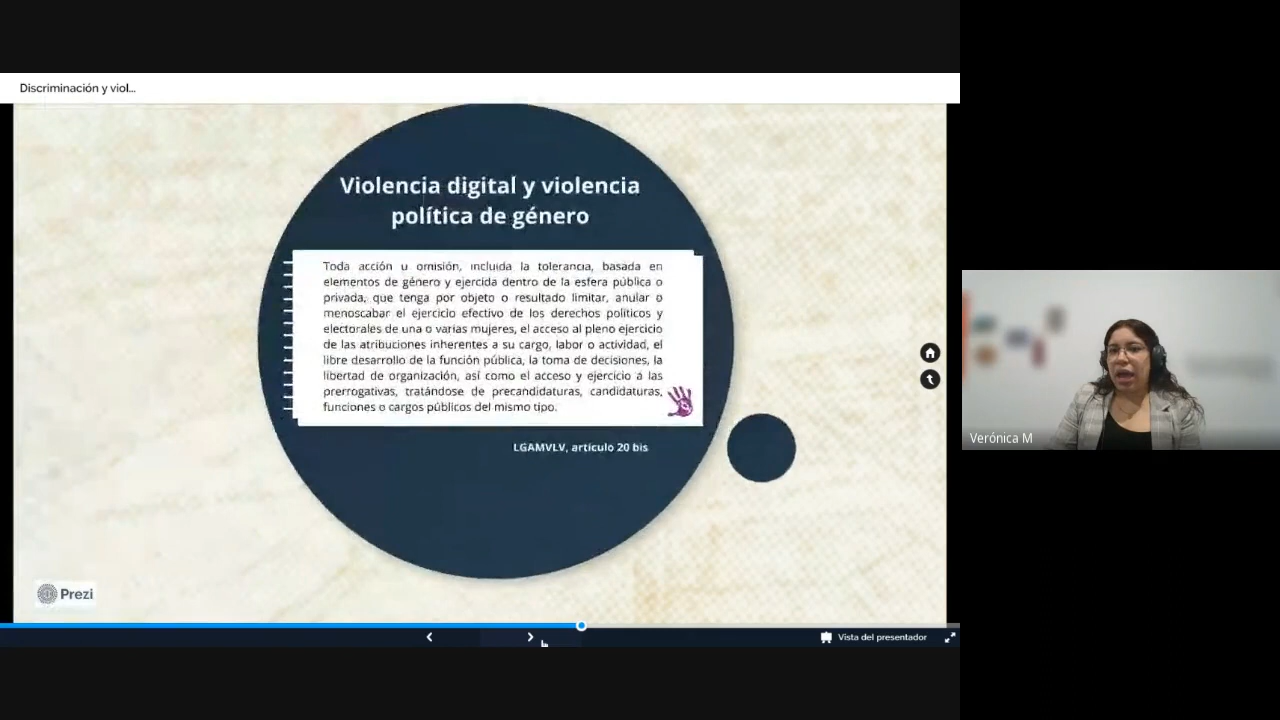 Discriminación y viol...
Violencia digital y violencia
política de género
Toda acción u omisión, incluida la tolerancia, basada en
elementos de género y ejercida dentro de la esfera pública o
privada, que tenga por objeto o resultado limitar, anular o
menoscabar el ejercicio efectivo de los derechos políticos y
electorales de una o varias mujeres, el acceso al pleno ejercicio
de las atribuciones inherentes a su cargo, labor o actividad, el
libre desarrollo de la función pública, la toma de decisiones, la
libertad de organización, así como el acceso y ejercicio a las
prerrogativas, tratándose de precandidaturas, candidaturas,
funciones o cargos públicos del mismo tipo.
LGAMVLV, artículo 20 bis
Verónica M
Prezi
Vista del presentador